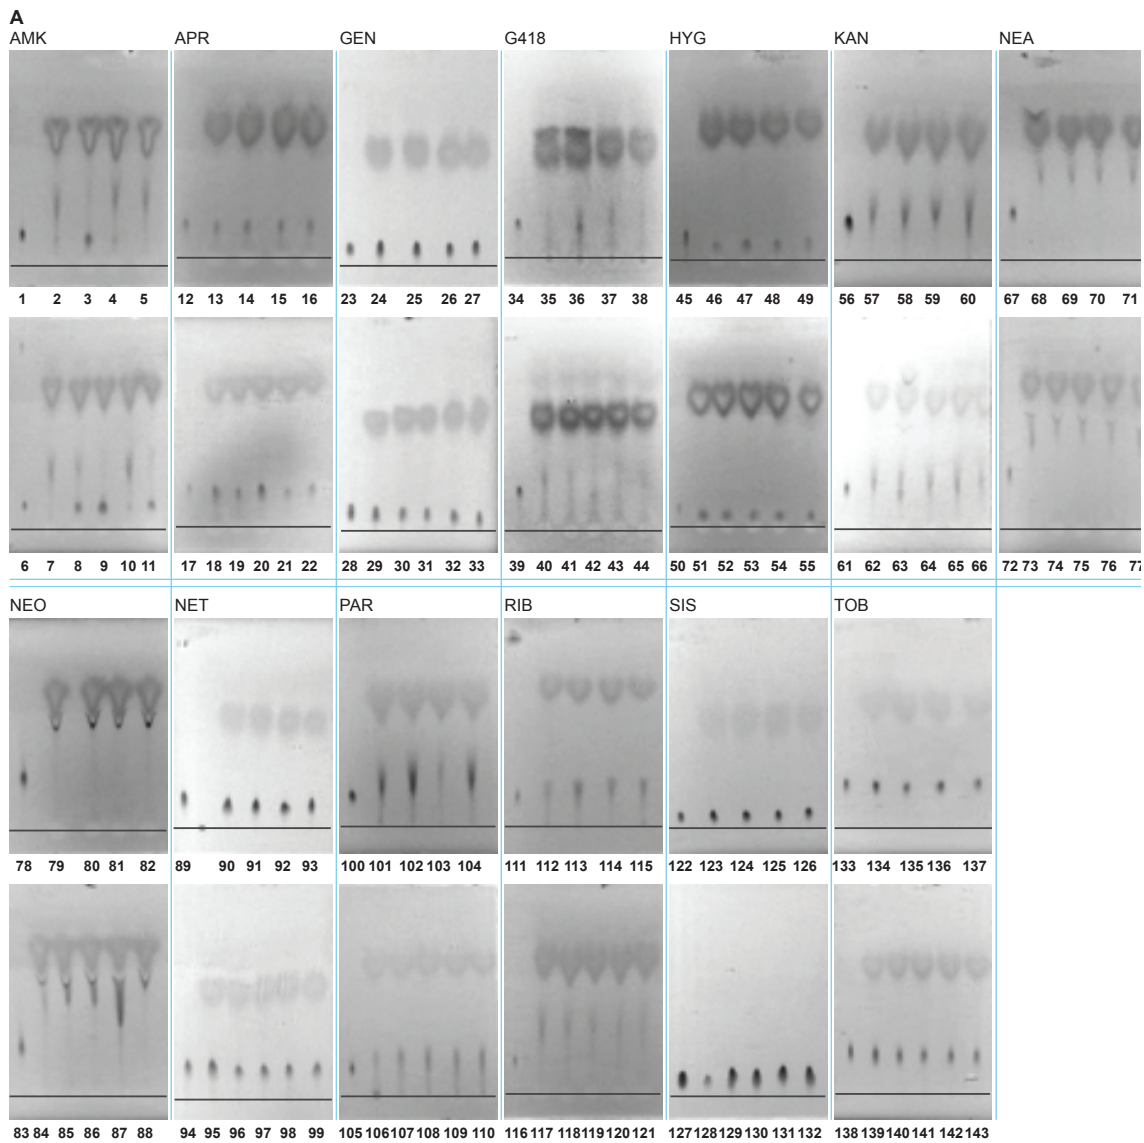 A
AMK APR GEN G418 HYG KAN NEA
1 2 3 4 5 12 13 14 15 16 23 24 25 26 27 34 35 36 37 38 45 46 47 48 49 56 57 58 59 60 67 68 69 70 71
6 7 8 9 10 11 17 18 19 20 21 22 28 29 30 31 32 33 39 40 41 42 43 44 50 51 52 53 54 55 61 62 63 64 65 66 72 73 74 75 76 77
NEO NET PAR RIB SIS TOB
78 79 80 81 82 89 90 91 92 93 100 101 102 103 104 111 112 113 114 115 122 123 124 125 126 133 134 135 136 137
83 84 85 86 87 88 94 95 96 97 98 99 105 106 107 108 109 110 116 117 118 119 120 121 127 128 129 130 131 132 138 139 140 141 142 143